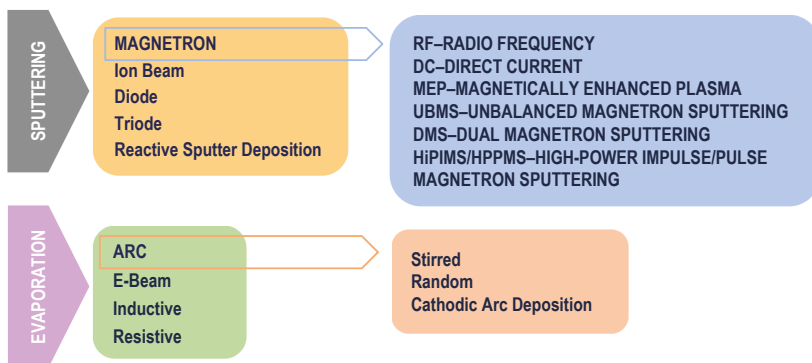 SPUTTERING
MAGNETRON
Ion Beam
Diode
Triode
Reactive Sputter Deposition
RF–RADIO FREQUENCY
DC–DIRECT CURRENT
MEP–MAGNETICALLY ENHANCED PLASMA
UBMS–UNBALANCED MAGNETRON SPUTTERING
DMS–DUAL MAGNETRON SPUTTERING
HiPIMS/HPPMS–HIGH-POWER IMPULSE/PULSE
MAGNETRON SPUTTERING
EVAPORATION
ARC
E-Beam
Inductive
Resistive
Stirred
Random
Cathodic Arc Deposition